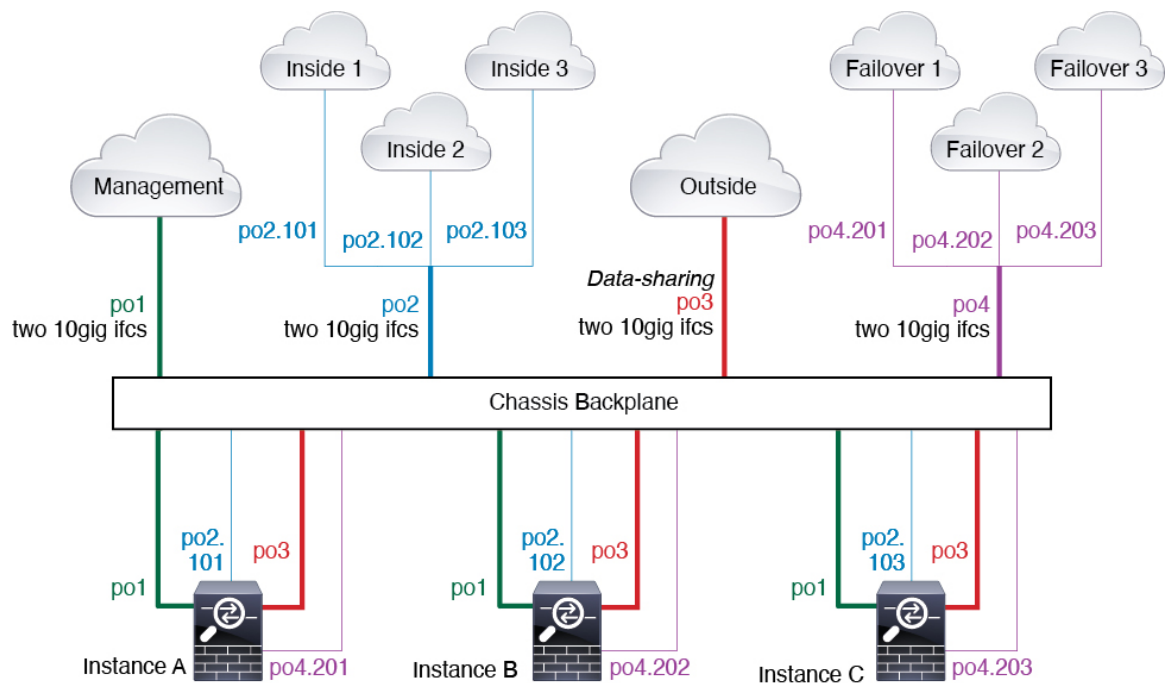 Inside 1
Inside 3
Failover 1
Failover 3
Inside 2
Failover 2
Management
Outside
po2.101
po2.102
po2.103
po4.201
po4.202
po4.203
Data-sharing
po1
two 10gig ifcs
po2
two 10gig ifcs
po3
two 10gig ifcs
po4
two 10gig ifcs
Chassis Backplane
po2.
101
po3
po1
Instance A
po4.201
po2.
102
po3
po1
Instance B
po4.202
po2.
103
po3
po1
Instance C
po4.203